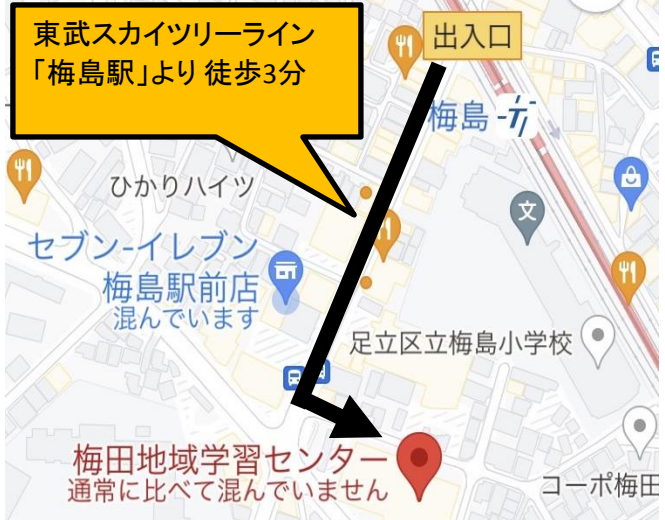 東武スカイツリーライン
「梅島駅」より 徒歩3分
出入口
梅島
ひかりハイツ
文
セブン-イレブン
梅島駅前店
混んでいます
足立区立梅島小学校
梅田地域学習センター
通常に比べて混んでいません
コーポ梅田